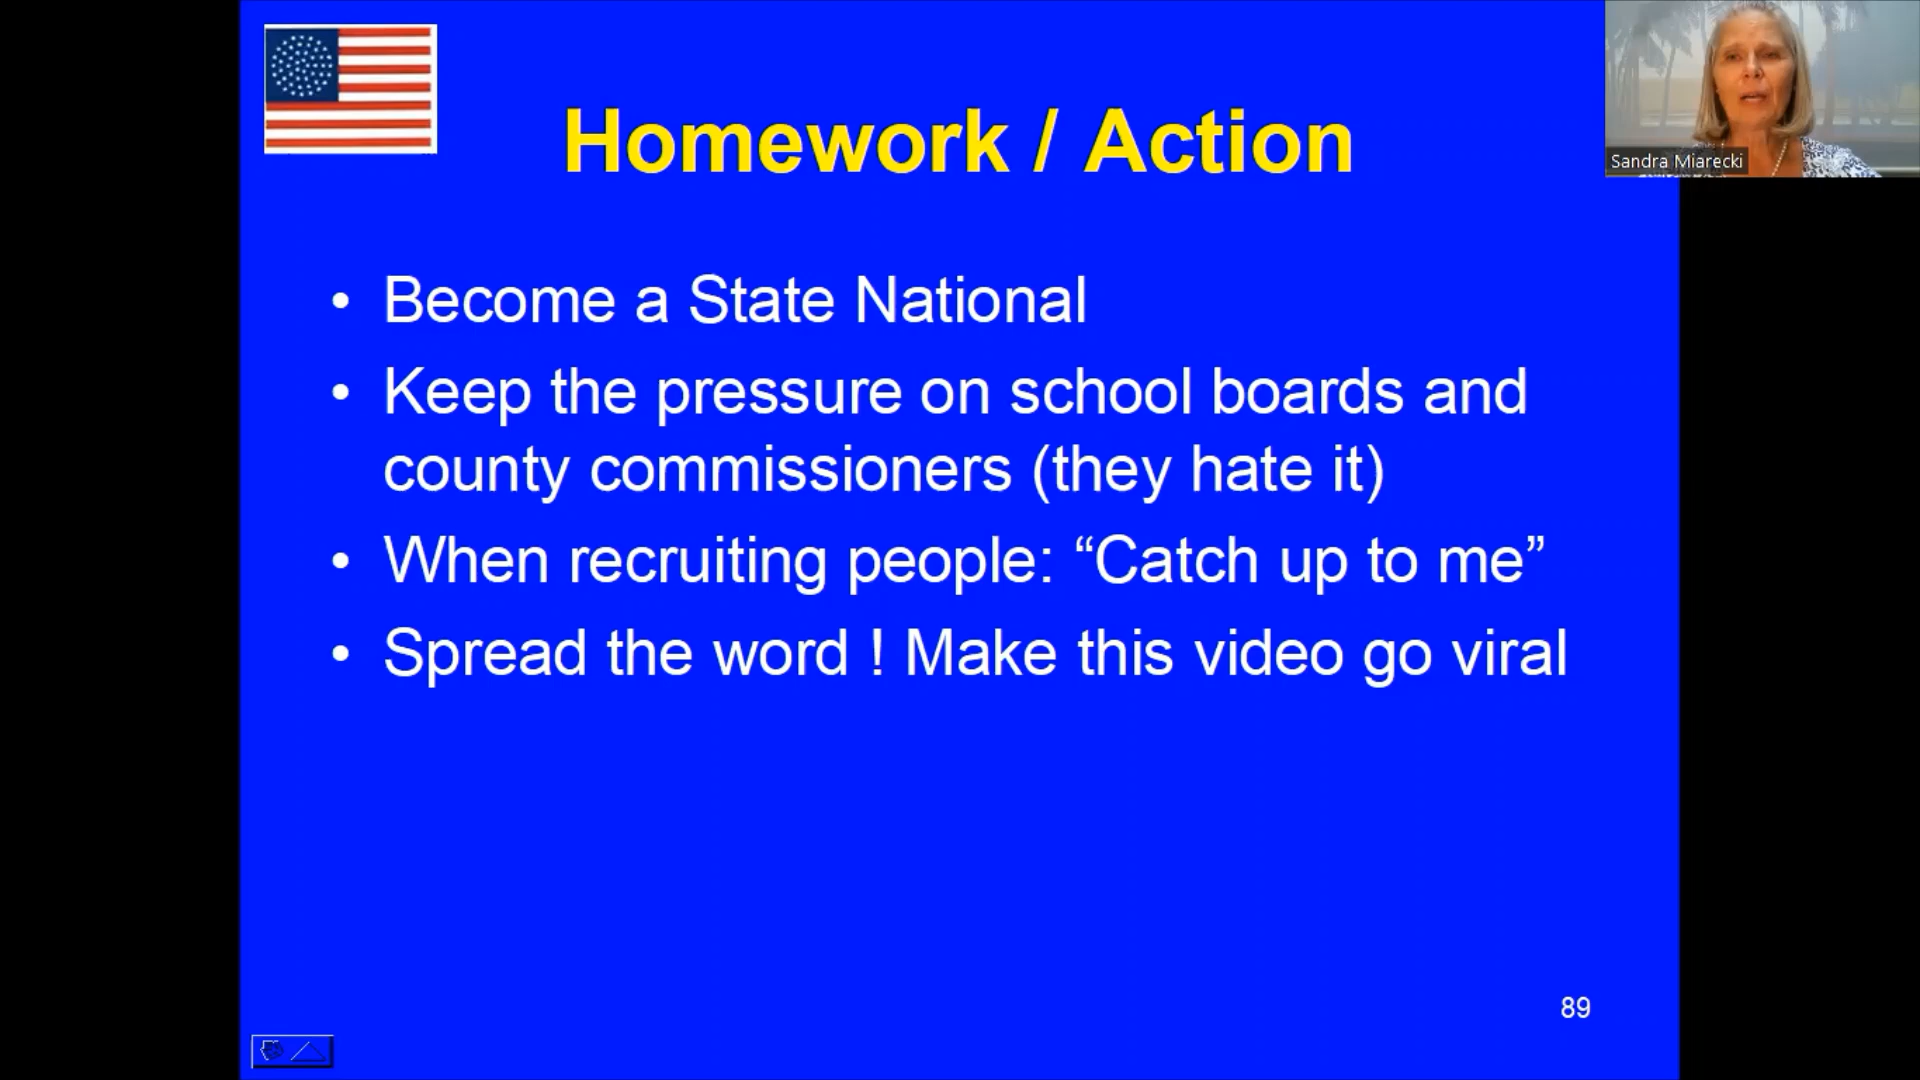 Homework / Action
Sandra Miarecki
• Become a State National
• Keep the pressure on school boards and
county commissioners (they hate it)
• When recruiting people: “Catch up to me”
• Spread the word ! Make this video go viral
89